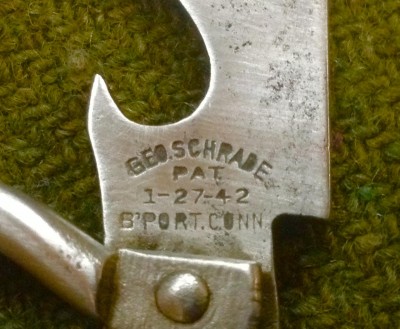 GEO.SCHRADE
PAT.
1-27-42
B'PORT.CONN